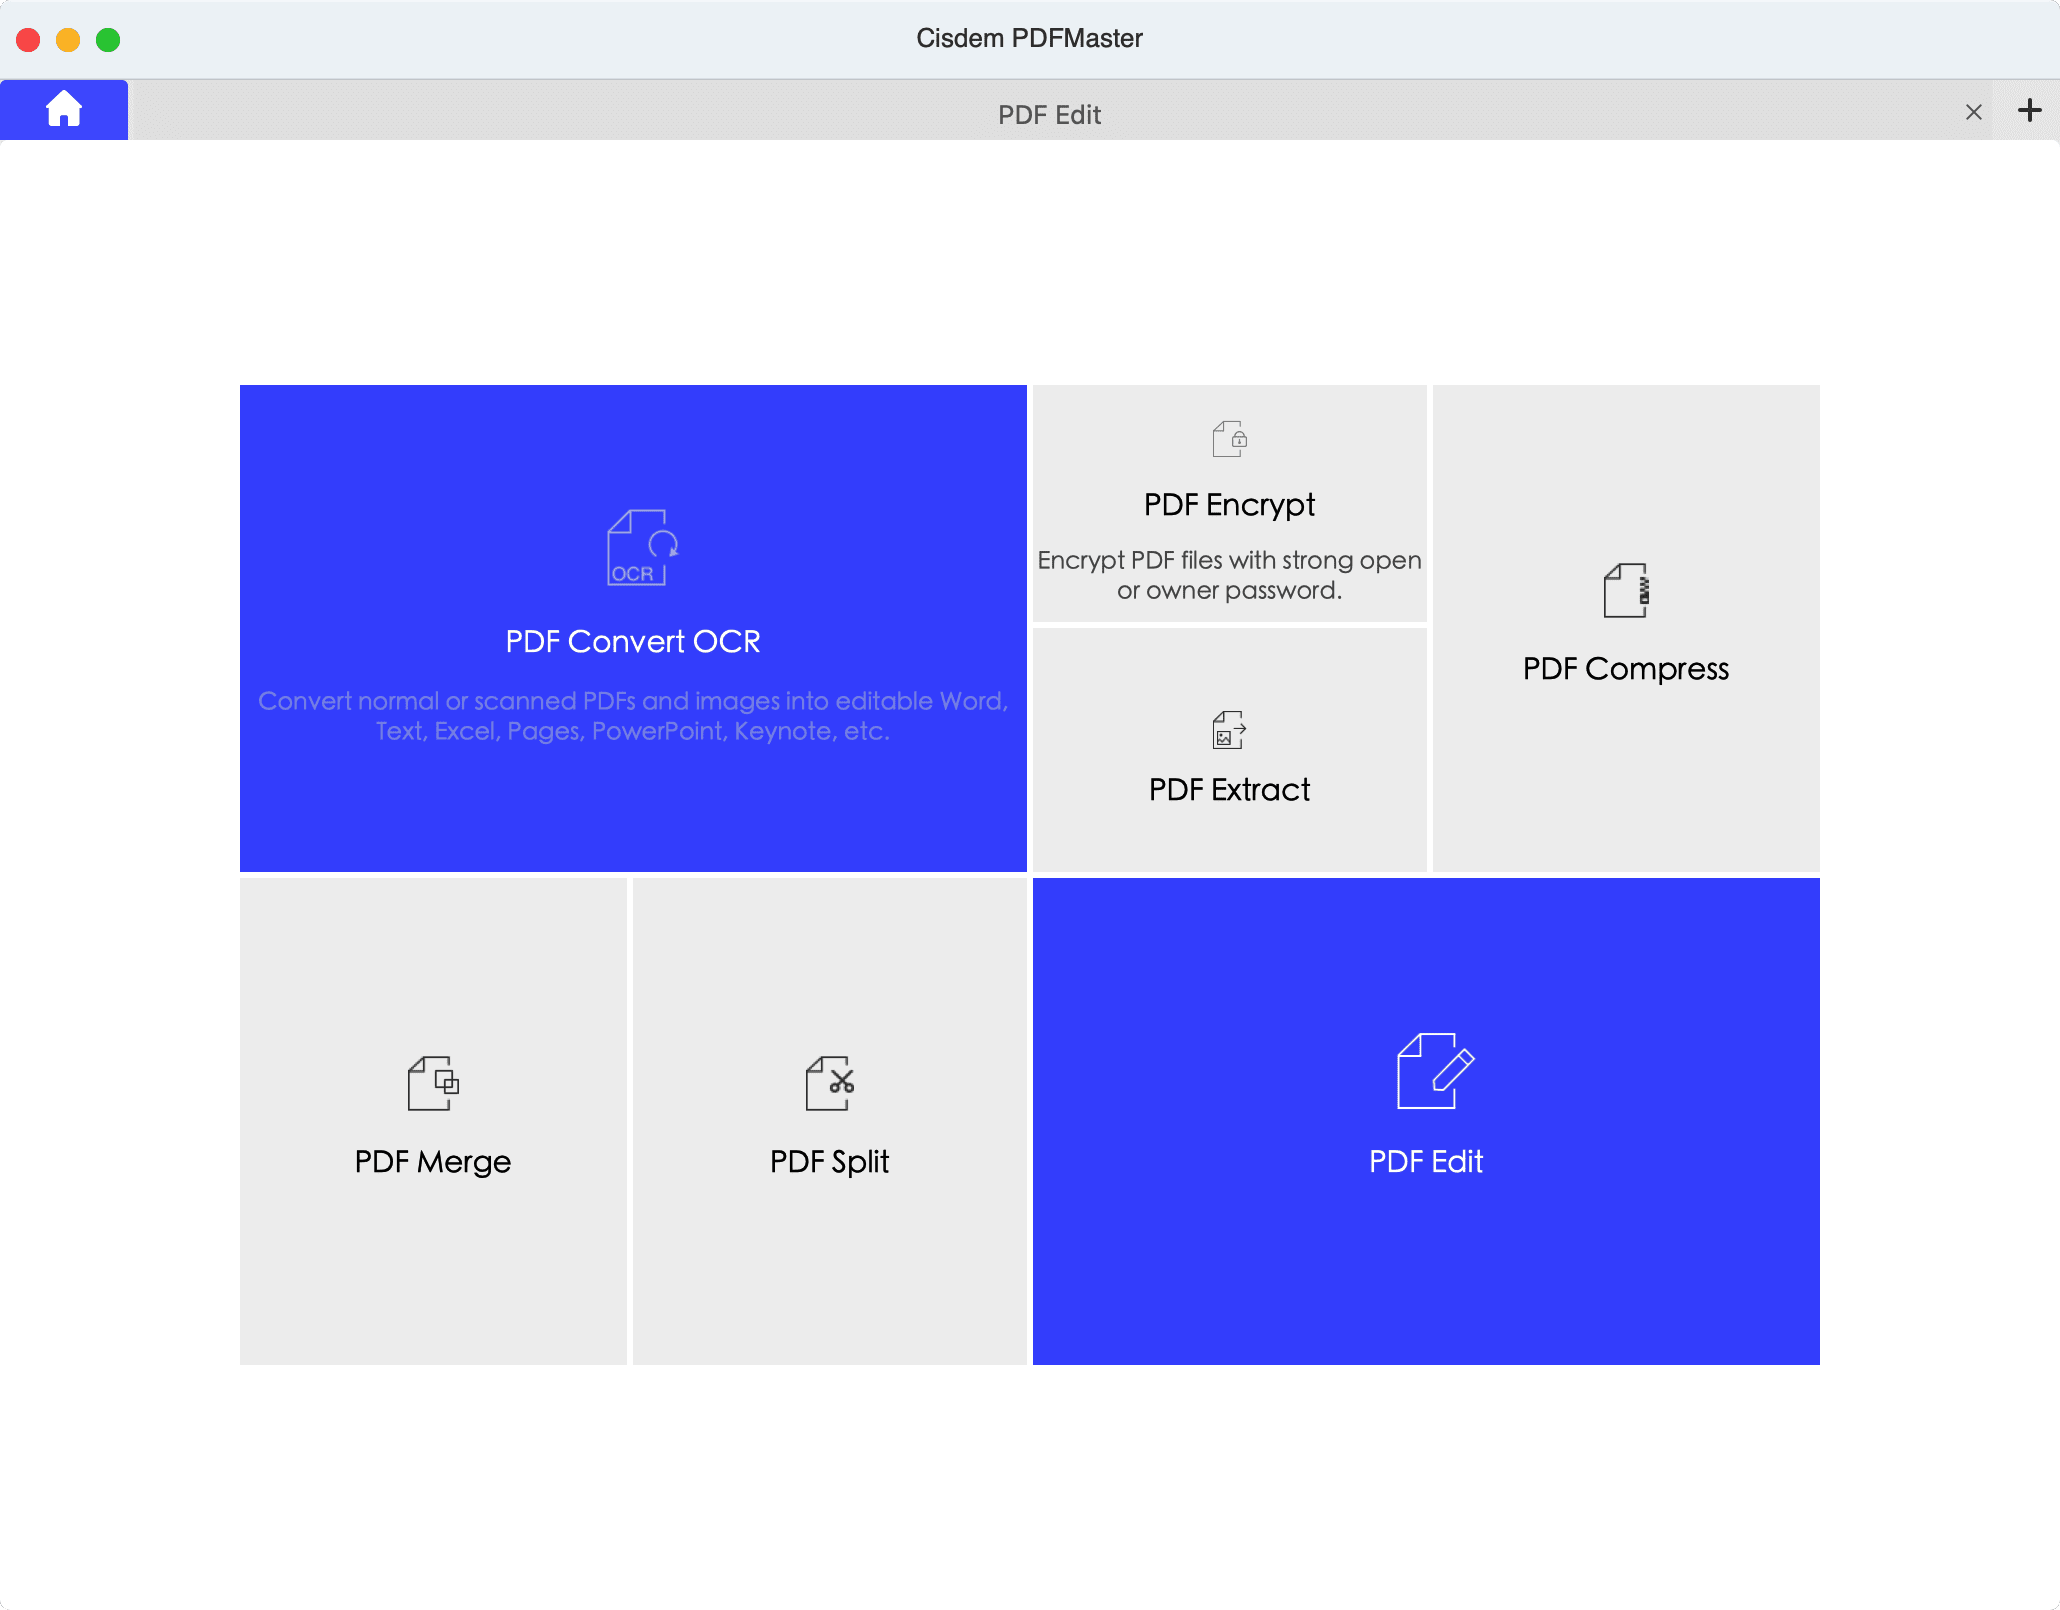 Cisdem PDFMaster
PDF Edit
OCR
PDF Convert OCR
Convert normal or scanned PDFs and images into editable Word,
Text, Excel, Pages, PowerPoint, Keynote, etc.
PDF Encrypt
Encrypt PDF files with strong open
or owner password.
PDF Extract
PDF Compress
PDF Merge
PDF Split
PDF Edit